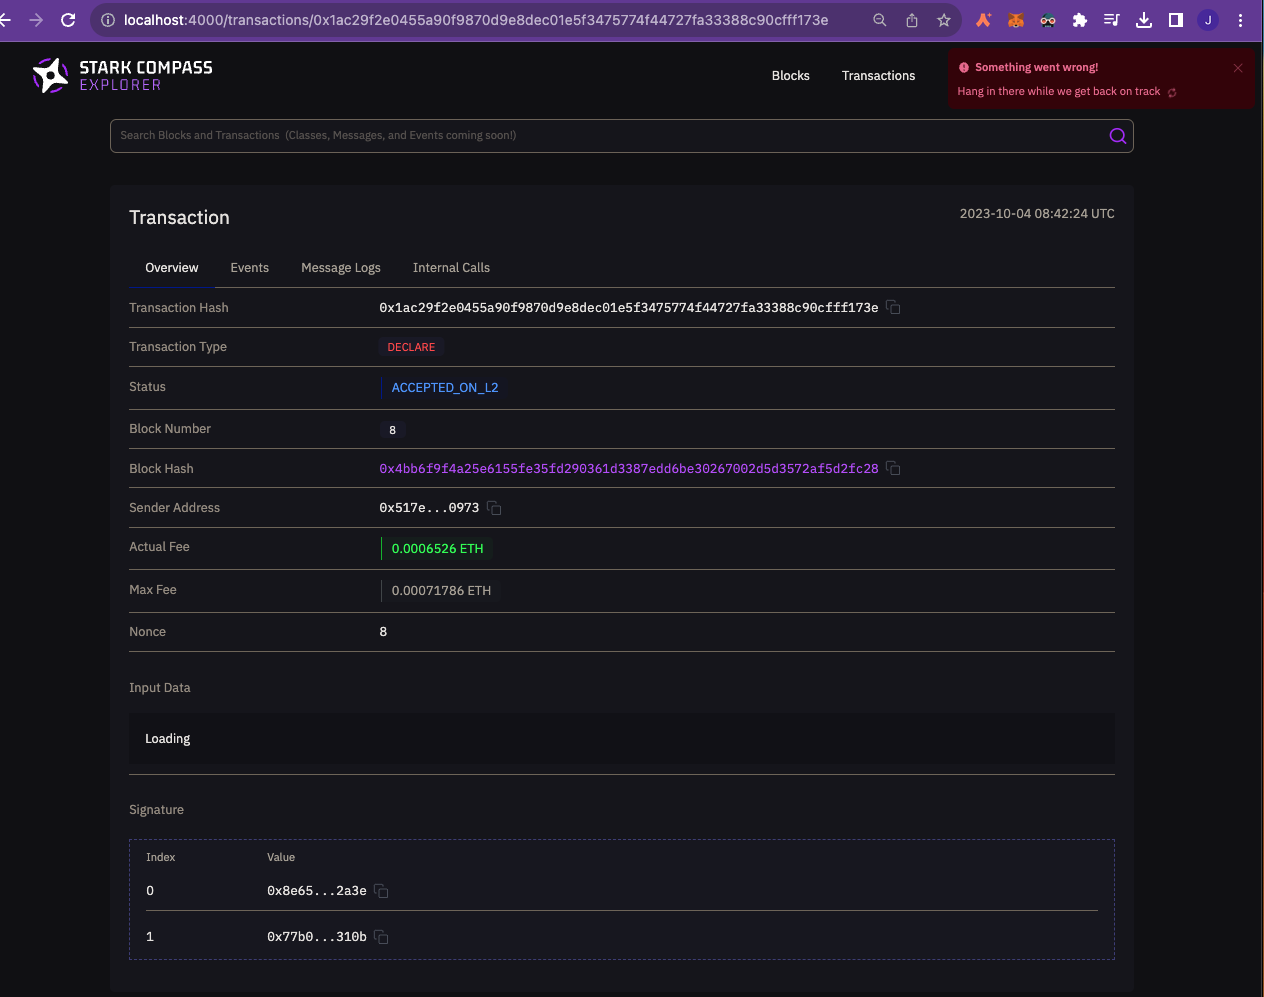 localhost:4000/transactions/0x1ac29f2e0455a90f9870d9e8dec01e5f3475774f44727fa33388c90cfff173e
J
STARK COMPASS
EXPLORER
Blocks
Transactions
Something went wrong!
Hang in there while we get back on track
Search Blocks and Transactions (Classes, Messages, and Events coming soon!)
Transaction
2023-10-04 08:42:24 UTC
Overview Events Message Logs Internal Calls
Transaction Hash 0x1ac29f2e0455a90f9870d9e8dec01e5f3475774f44727fa33388c90cfff173e
Transaction Type DECLARE
Status ACCEPTED_ON_L2
Block Number 8
Block Hash 0x4bb6f9f4a25e6155fe35fd290361d3387edd6be30267002d5d3572af5d2fc28
Sender Address 0x517e...0973
Actual Fee 0.0006526 ETH
Max Fee 0.00071786 ETH
Nonce 8
Input Data
Loading
Signature
Index Value
0 0x8e65...2a3e
1 0x77b0...310b